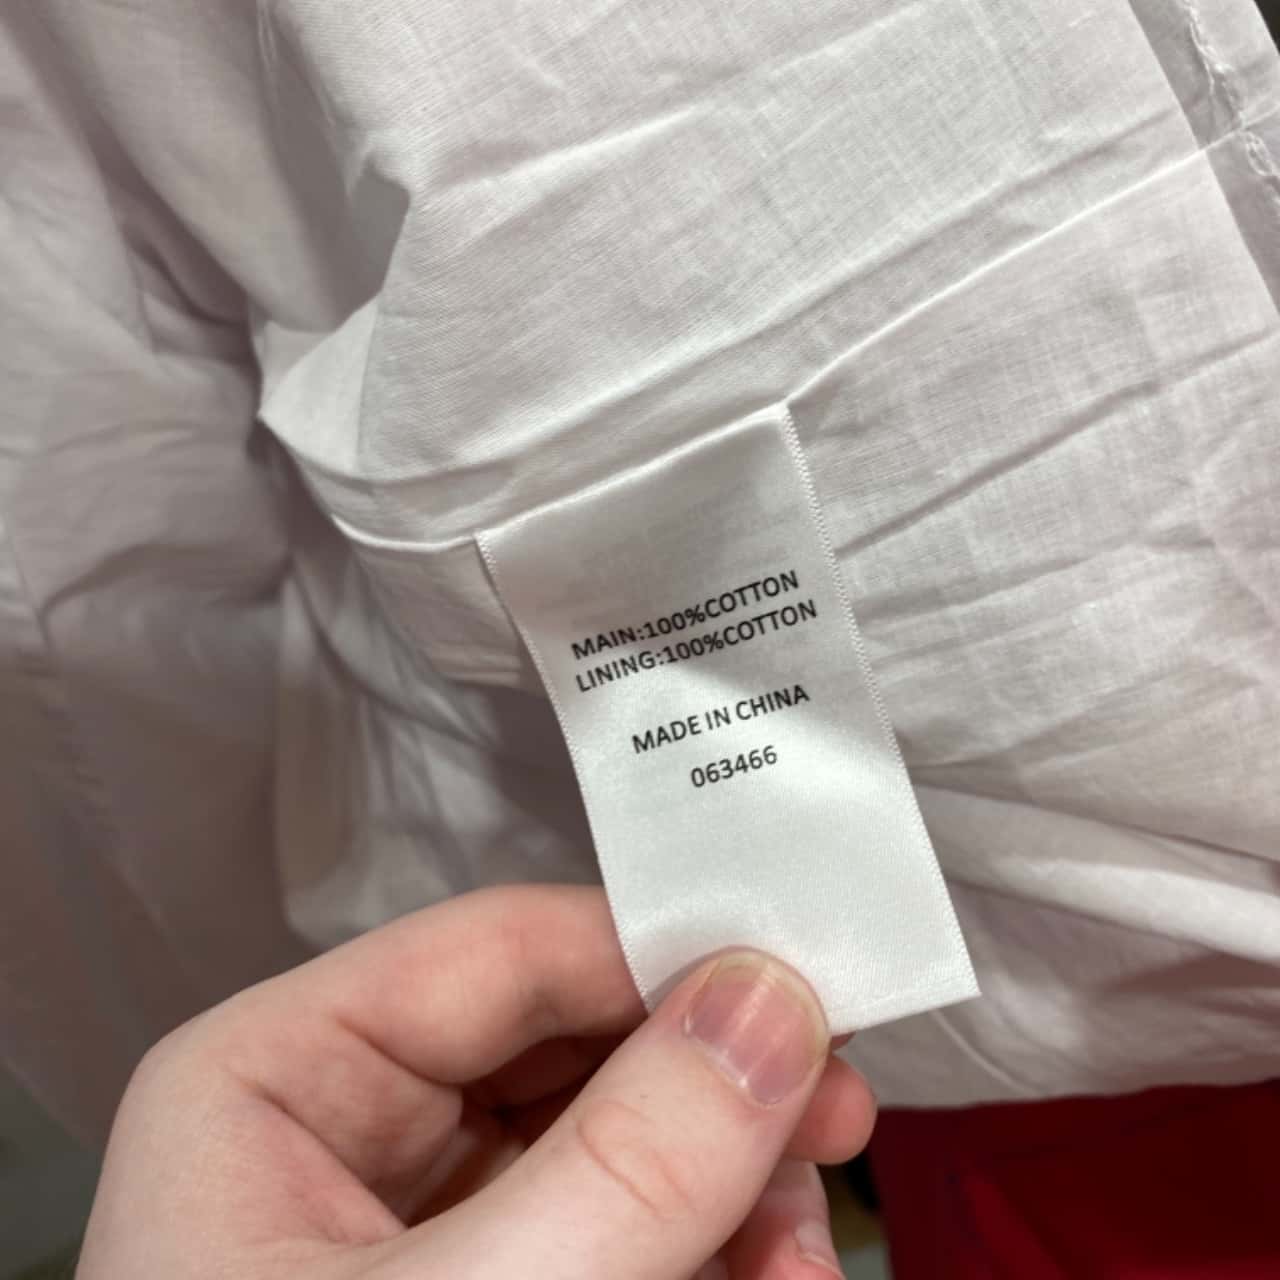 MAIN:100%COTTON
LINING:100%COTTON
MADE IN CHINA
063466